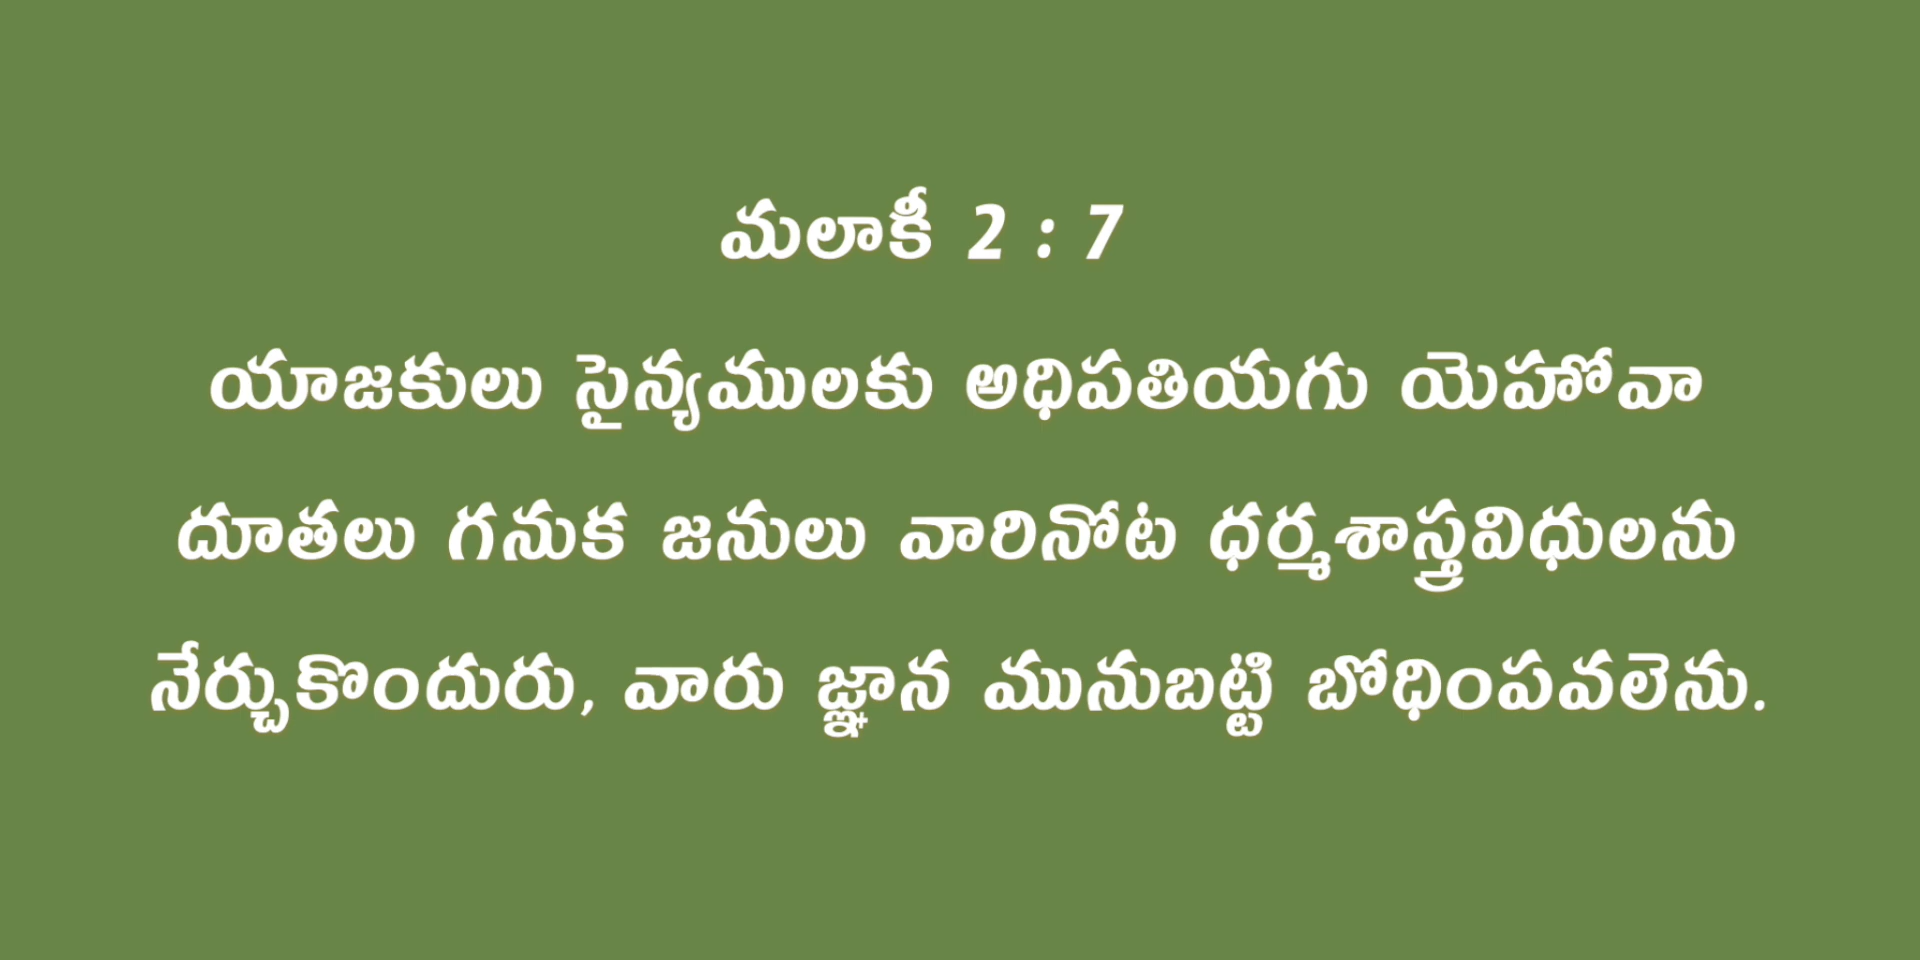 మలాకీ 2 : 7
యాజకులు సైన్యములకు అధిపతియగు యెహోవా
దూతలు గనుక జనులు వారినోట ధర్మశాస్త్రవిధులను
నేర్చుకొందురు, వారు జ్ఞాన మునుబట్టి బోధింపవలెను.